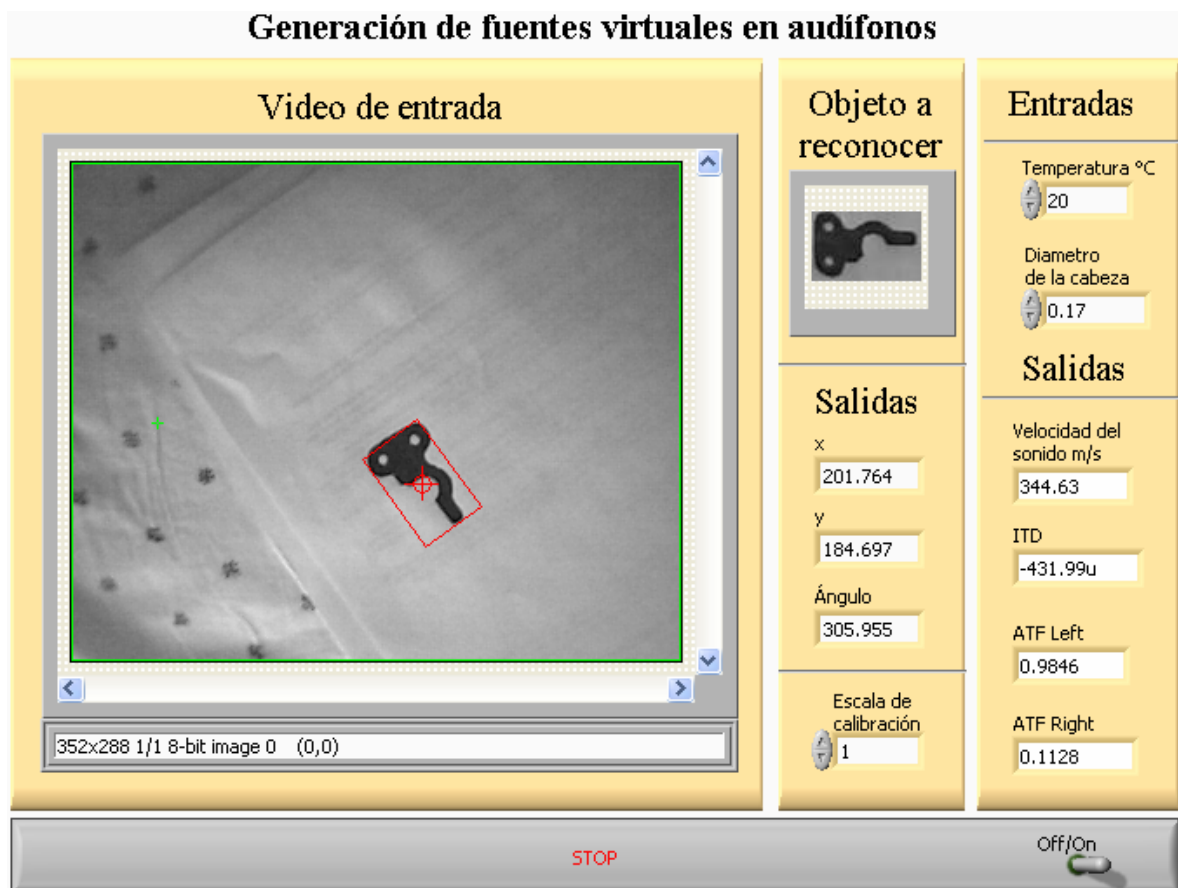 Generación de fuentes virtuales en audífonos
Video de entrada
352x288 1/1 8-bit image 0 (0,0)
Objeto a
reconocer
Salidas
x
201.764
y
184.697
Ángulo
305.955
Escala de
calibración
1
Entradas
Temperatura °C
20
Diametro
de la cabeza
0.17
Salidas
Velocidad del
sonido m/s
344.63
ITD
-431.99u
ATF Left
0.9846
ATF Right
0.1128
STOP
Off/On